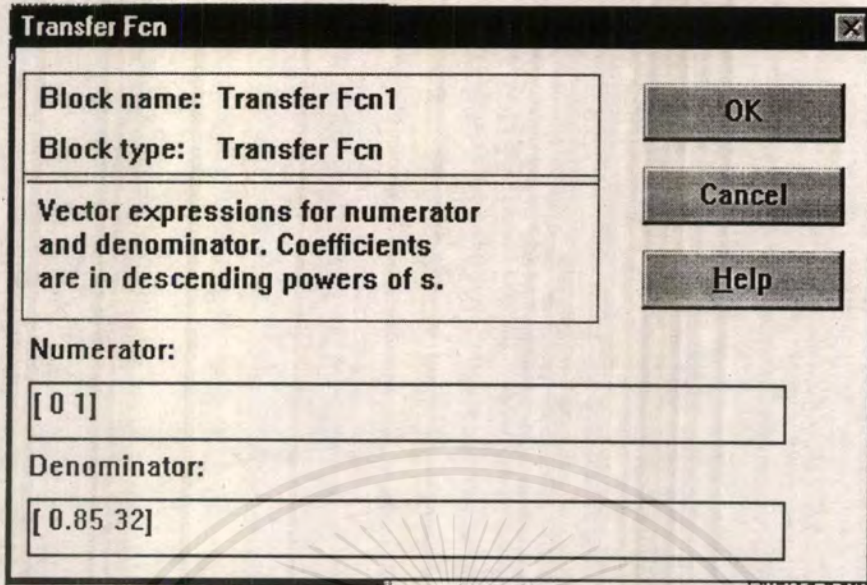 Transfer Fcn
Block name: Transfer Fcn1
Block type: Transfer Fcn
Vector expressions for numerator
and denominator. Coefficients
are in descending powers of s.
OK
Cancel
Help
Numerator:
[ 0 1]
Denominator:
[ 0.85 32]